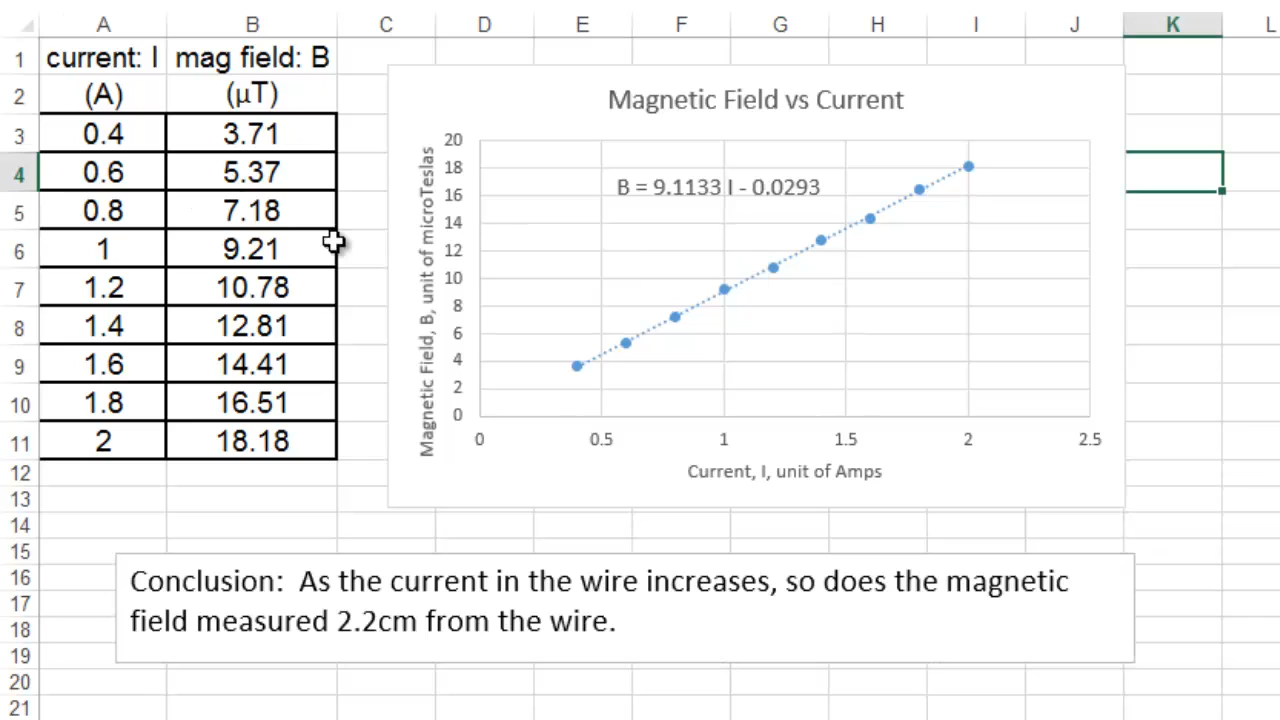 A B C D E F G H I J K L
1 current: I mag field: B
2 (A) (µT)
3 0.4 3.71
4 0.6 5.37
5 0.8 7.18
6 1 9.21
7 1.2 10.78
8 1.4 12.81
9 1.6 14.41
10 1.8 16.51
11 2 18.18
12
13
14
15
16
17
18
19
20
21
Magnetic Field vs Current
B = 9.1133 I - 0.0293
Magnetic Field, B, unit of microTeslas
20
18
16
14
12
10
8
6
4
2
0
0 0.5 1 1.5 2 2.5
Current, I, unit of Amps
Conclusion: As the current in the wire increases, so does the magnetic
field measured 2.2cm from the wire.